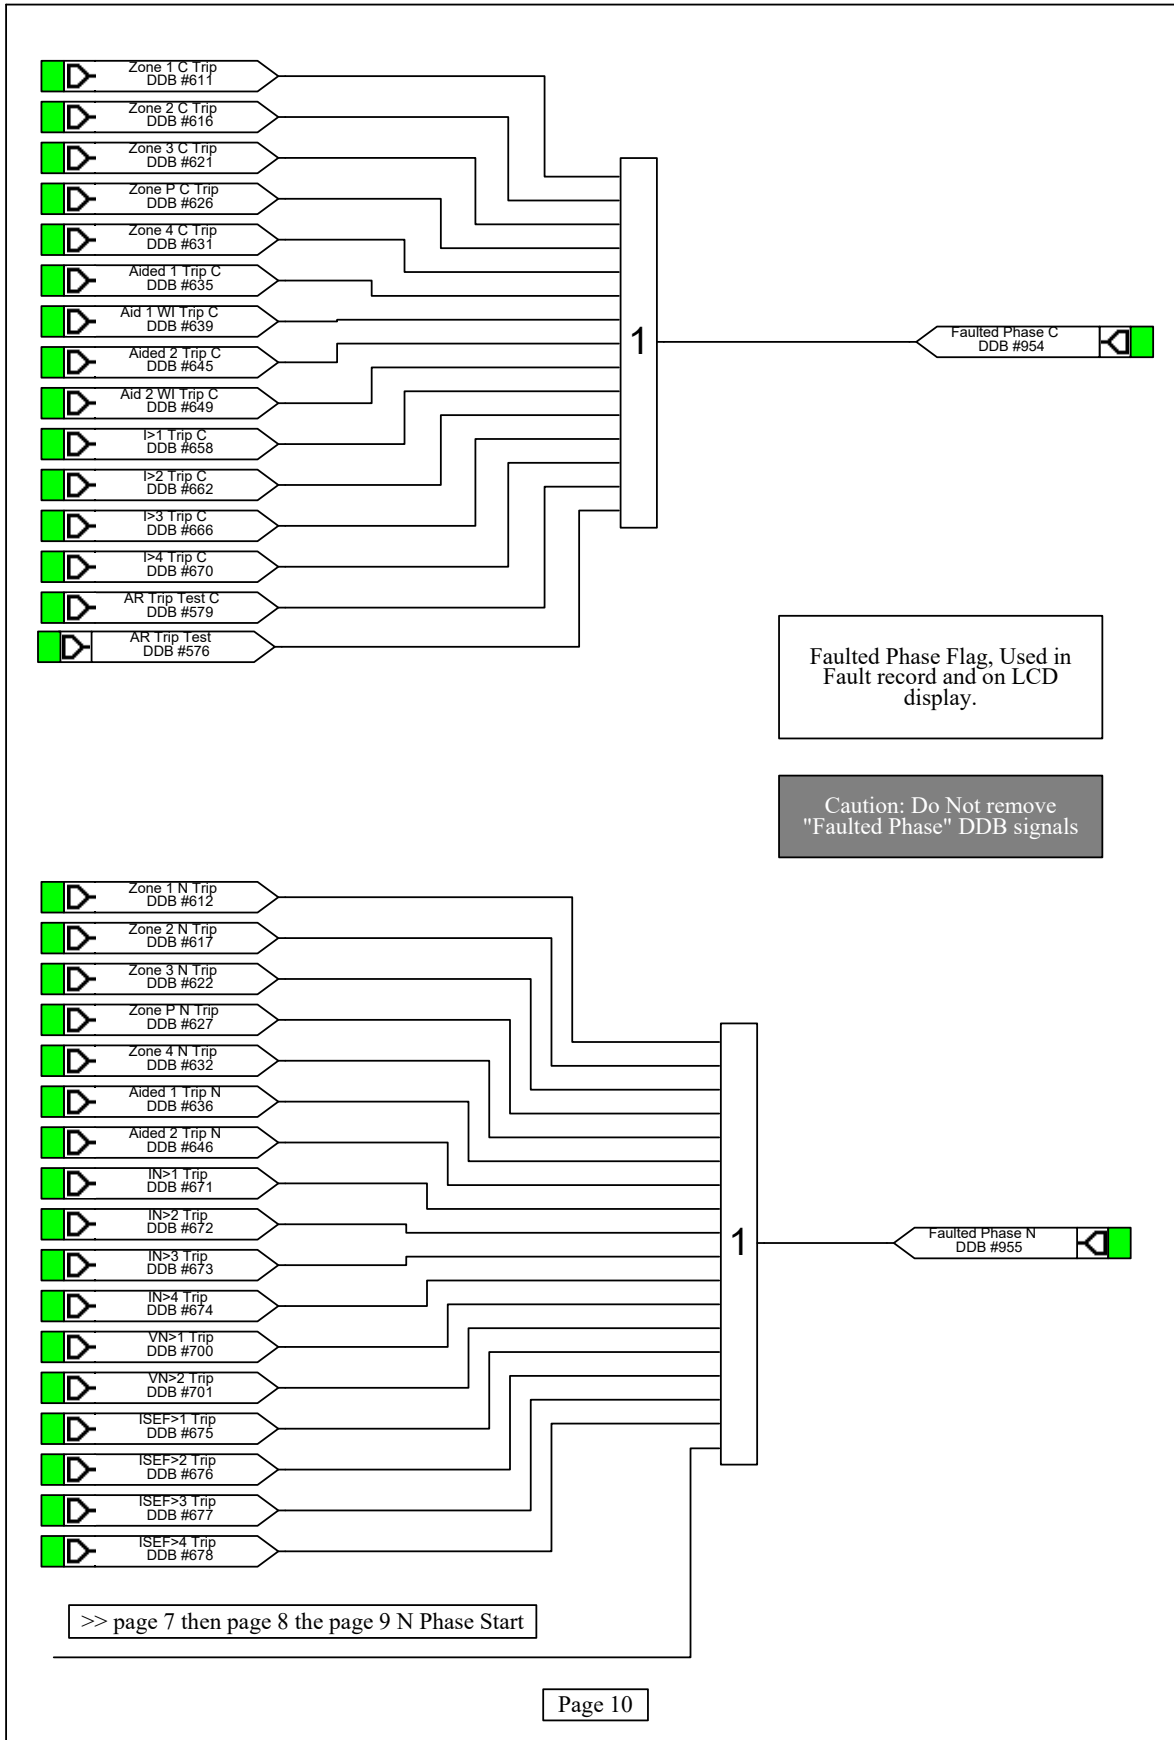 Zone 1 C Trip
DDB #611
Zone 2 C Trip
DDB #616
Zone 3 C Trip
DDB #621
Zone P C Trip
DDB #626
Zone 4 C Trip
DDB #631
Aided 1 Trip C
DDB #635
Aid 1 WI Trip C
DDB #639
Aided 2 Trip C
DDB #645
Aid 2 WI Trip C
DDB #649
I>1 Trip C
DDB #658
I>2 Trip C
DDB #662
I>3 Trip C
DDB #666
I>4 Trip C
DDB #670
AR Trip Test C
DDB #579
AR Trip Test
DDB #576
1
Faulted Phase C
DDB #954
Faulted Phase Flag, Used in
Fault record and on LCD
display.
Caution: Do Not remove
"Faulted Phase" DDB signals
Zone 1 N Trip
DDB #612
Zone 2 N Trip
DDB #617
Zone 3 N Trip
DDB #622
Zone P N Trip
DDB #627
Zone 4 N Trip
DDB #632
Aided 1 Trip N
DDB #636
Aided 2 Trip N
DDB #646
IN>1 Trip
DDB #671
IN>2 Trip
DDB #672
IN>3 Trip
DDB #673
IN>4 Trip
DDB #674
VN>1 Trip
DDB #700
VN>2 Trip
DDB #701
ISEF>1 Trip
DDB #675
ISEF>2 Trip
DDB #676
ISEF>3 Trip
DDB #677
ISEF>4 Trip
DDB #678
1
Faulted Phase N
DDB #955
>> page 7 then page 8 the page 9 N Phase Start
Page 10